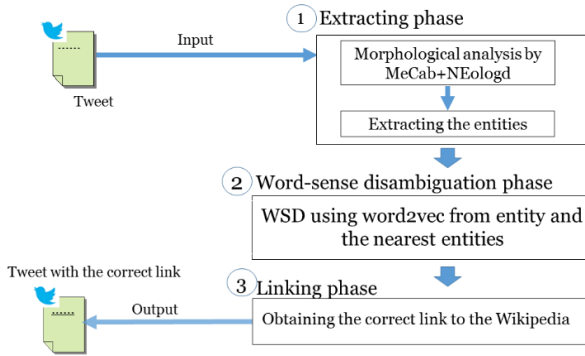 1 Extracting phase
Input
Tweet
Morphological analysis by
MeCab+NEologd
Extracting the entities
2 Word-sense disambiguation phase
WSD using word2vec from entity and
the nearest entities
3 Linking phase
Obtaining the correct link to the Wikipedia
Output
Tweet with the correct link